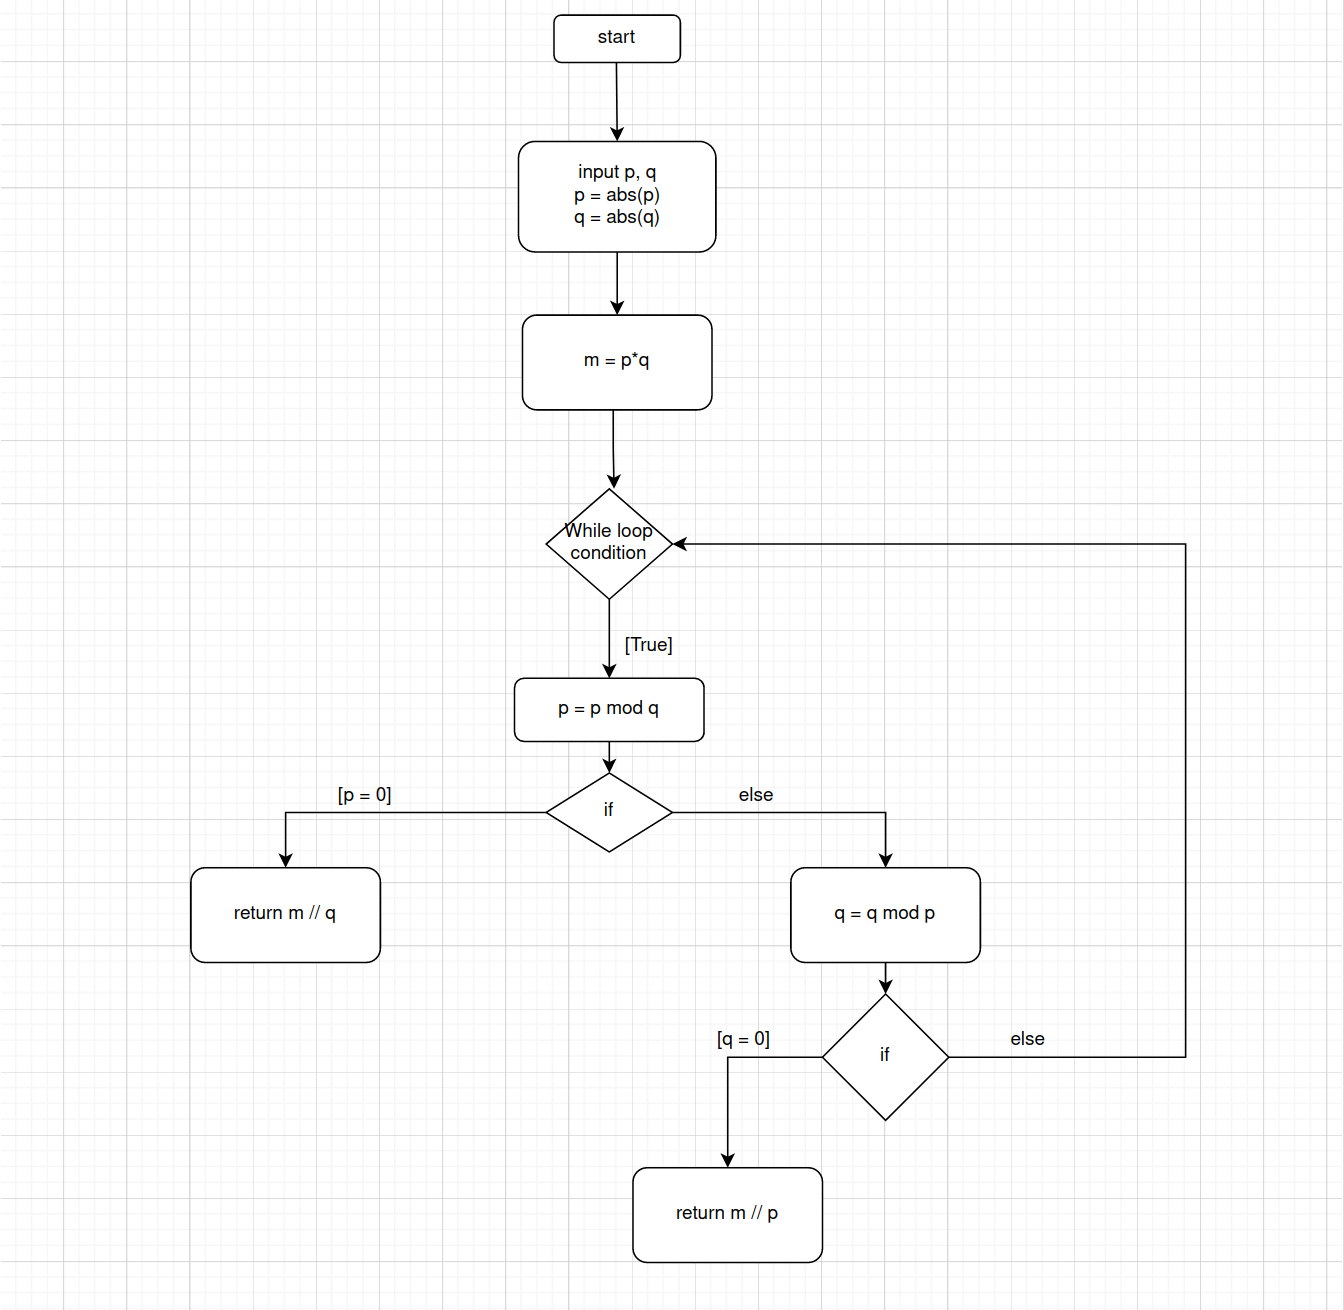 start
input p, q
p = abs(p)
q = abs(q)
m = p*q
While loop
condition
[True]
p = p mod q
if
[p = 0]
else
return m // q
q = q mod p
if
[q = 0]
else
return m // p